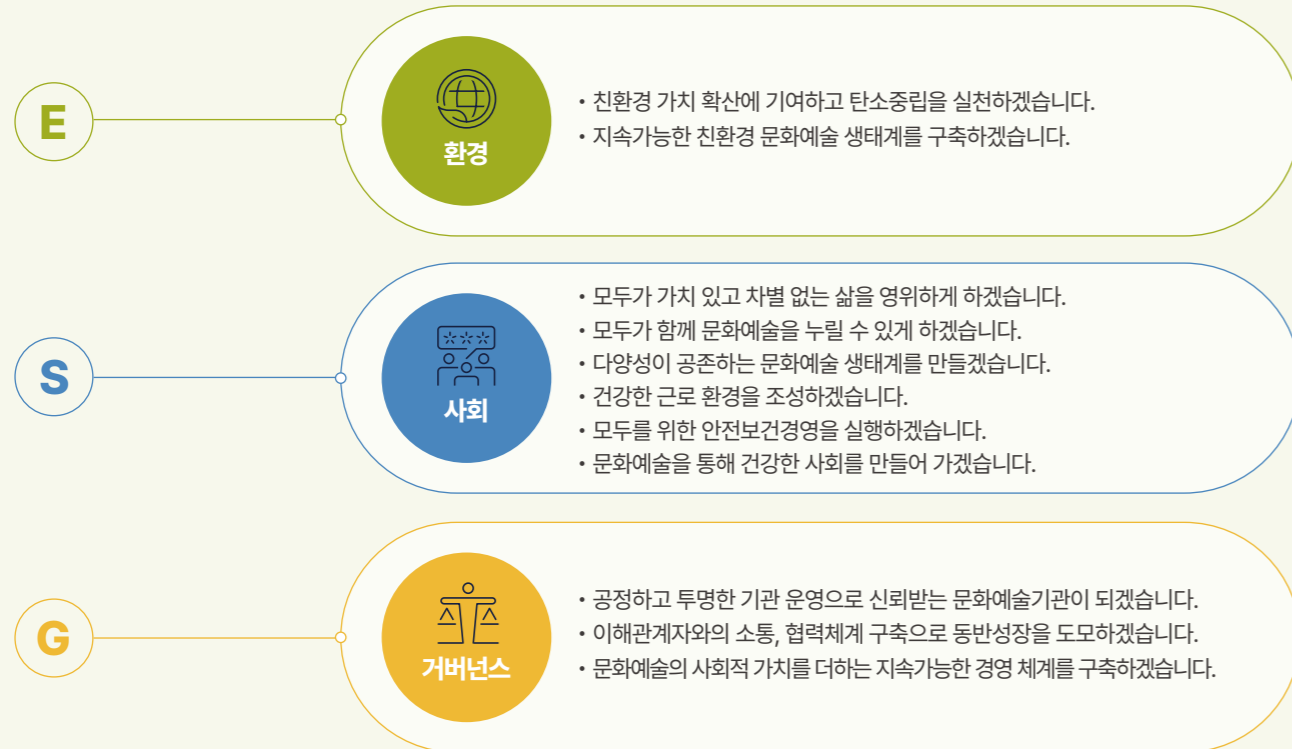 E
환경
• 친환경 가치 확산에 기여하고 탄소중립을 실천하겠습니다.
• 지속가능한 친환경 문화예술 생태계를 구축하겠습니다.
S
사회
• 모두가 가치 있고 차별 없는 삶을 영위하게 하겠습니다.
• 모두가 함께 문화예술을 누릴 수 있게 하겠습니다.
• 다양성이 공존하는 문화예술 생태계를 만들겠습니다.
• 건강한 근로 환경을 조성하겠습니다.
• 모두를 위한 안전보건경영을 실행하겠습니다.
• 문화예술을 통해 건강한 사회를 만들어 가겠습니다.
G
거버넌스
• 공정하고 투명한 기관 운영으로 신뢰받는 문화예술기관이 되겠습니다.
• 이해관계자와의 소통, 협력체계 구축으로 동반성장을 도모하겠습니다.
• 문화예술의 사회적 가치를 더하는 지속가능한 경영 체계를 구축하겠습니다.